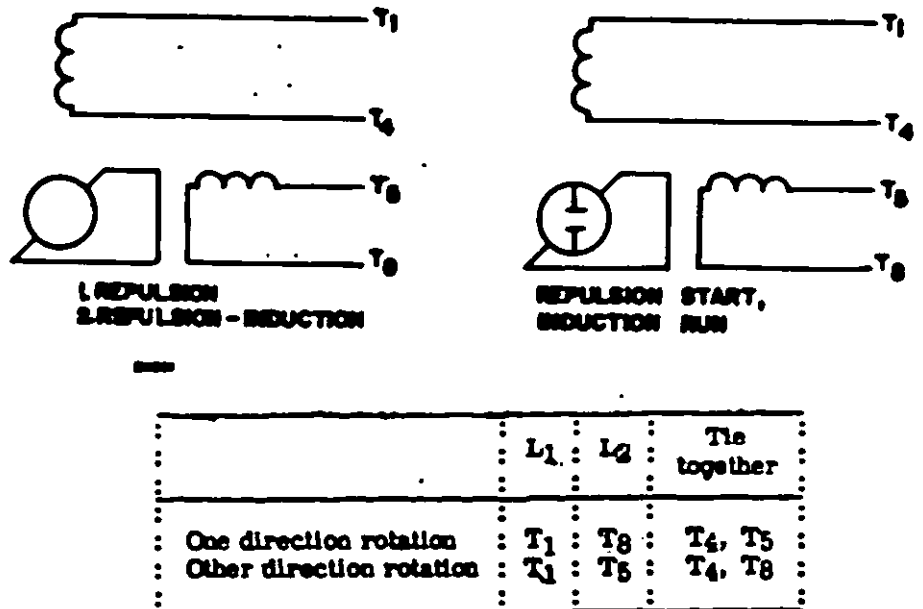 T1 T1
T4 T4
T5 T5
T8 T8
1. REPULSION
2. REPULSION - INDUCTION
REPULSION START,
INDUCTION RUN
L1 L2 Tie together
One direction rotation T1 T8 T4, T5
Other direction rotation T1 T5 T4, T8